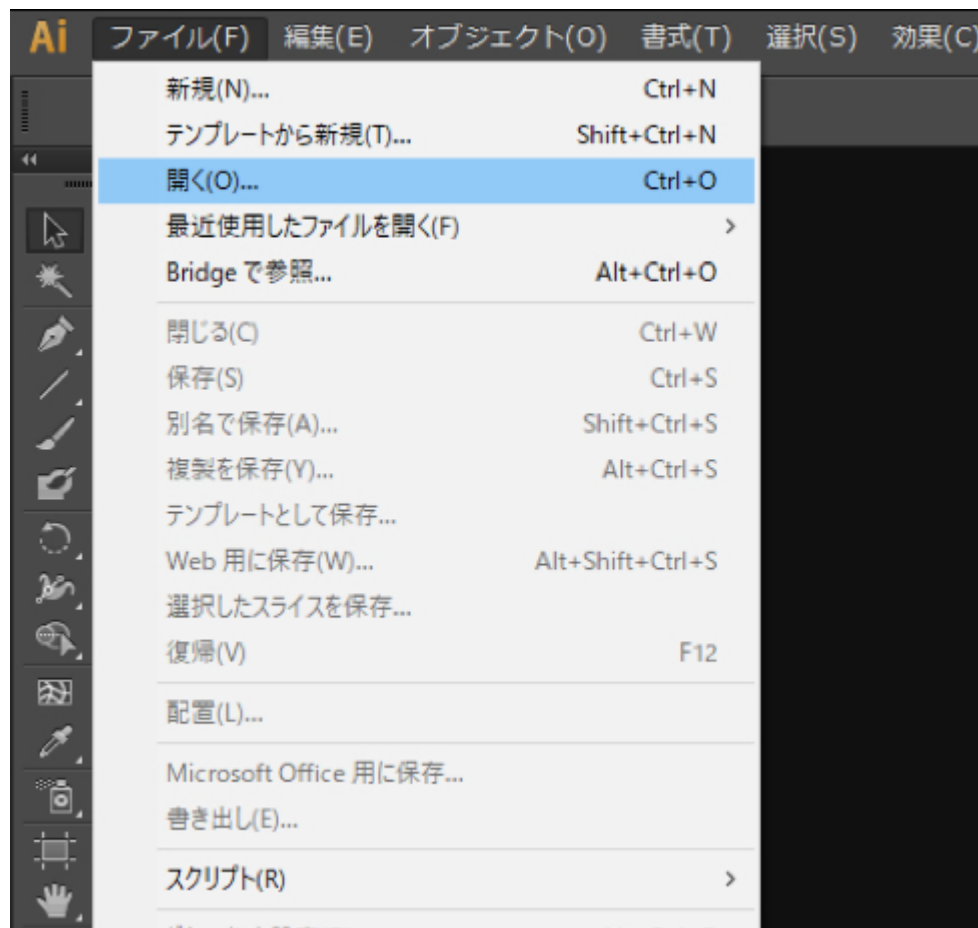 Ai ファイル(F) 編集(E) オブジェクト(O) 書式(T) 選択(S) 効果(C)
新規(N)... Ctrl+N
テンプレートから新規(T)... Shift+Ctrl+N
開く(O)... Ctrl+O
最近使用したファイルを開く(F) >
Bridge で参照... Alt+Ctrl+O
閉じる(C) Ctrl+W
保存(S) Ctrl+S
別名で保存(A)... Shift+Ctrl+S
複製を保存(Y)... Alt+Ctrl+S
テンプレートとして保存...
Web 用に保存(W)... Alt+Shift+Ctrl+S
選択したスライスを保存...
復帰(V) F12
配置(L)...
Microsoft Office 用に保存...
書き出し(E)...
スクリプト(R) >